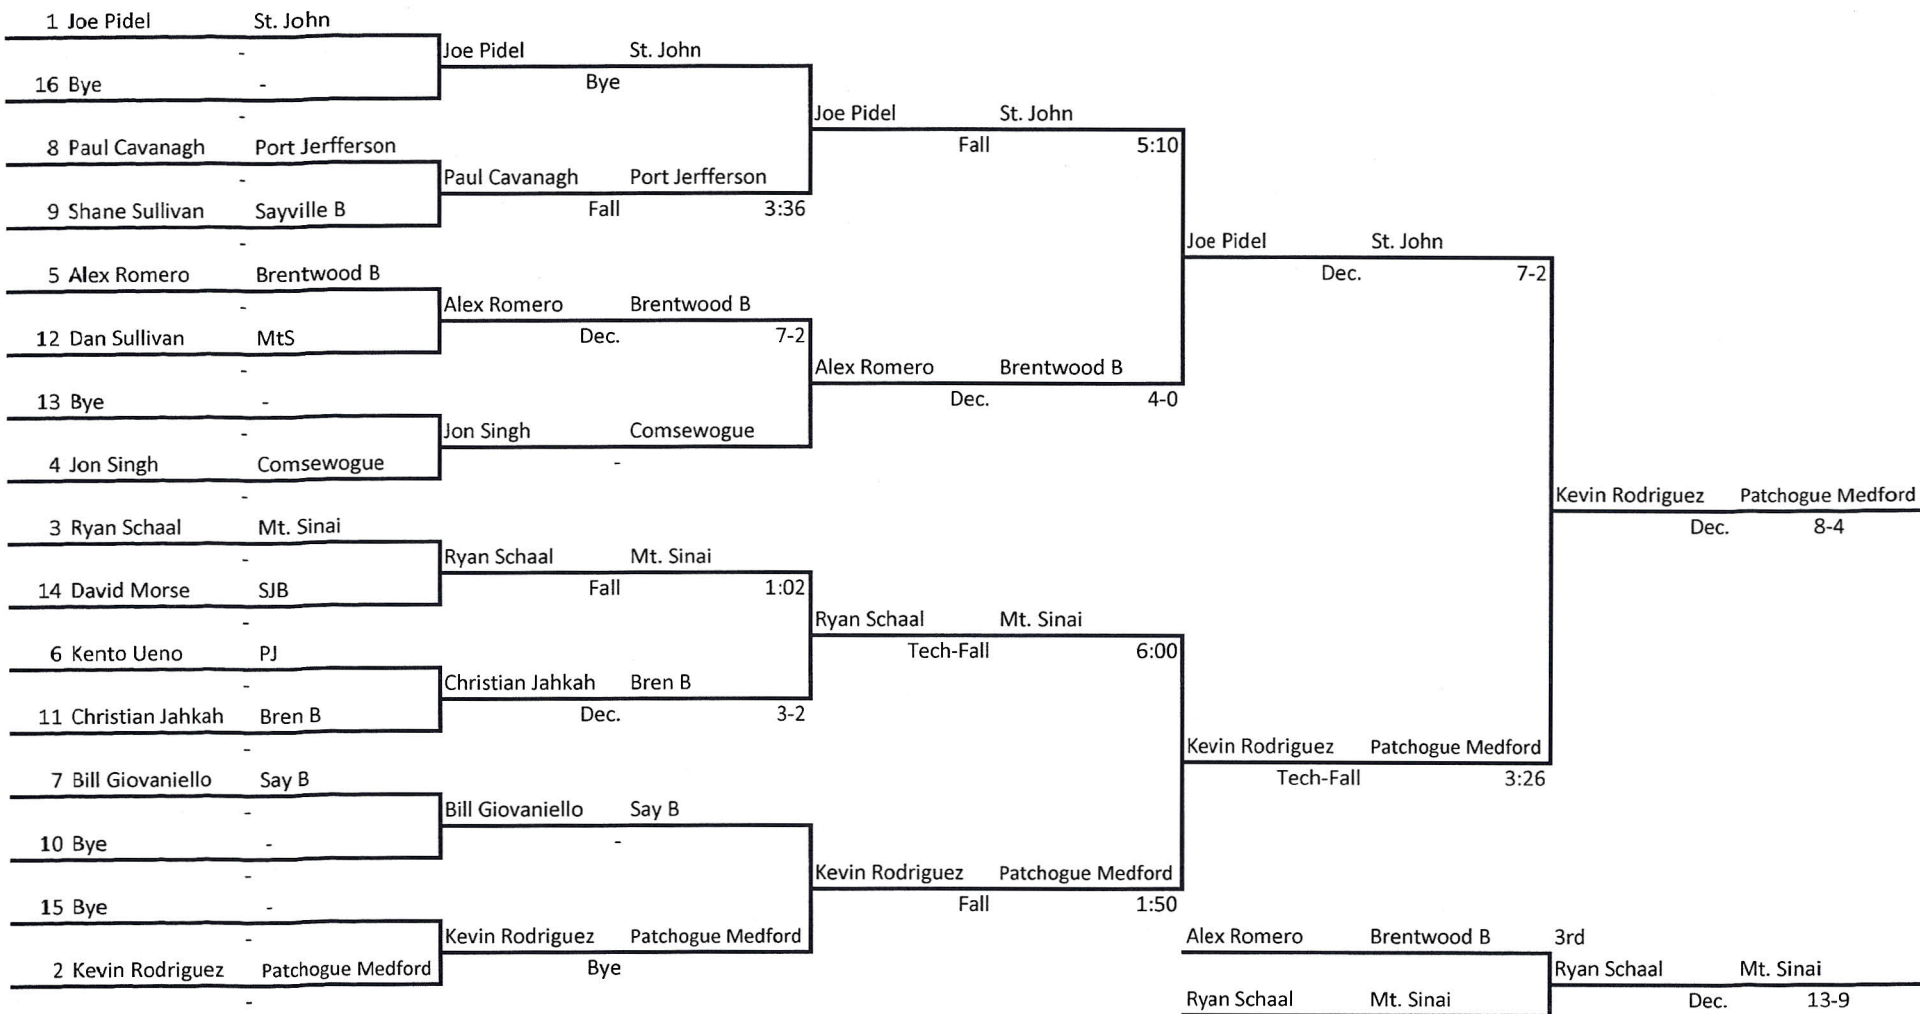 1 Joe Pidel St. John
-
Joe Pidel St. John
16 Bye -
Bye
-
Joe Pidel St. John
8 Paul Cavanagh Port Jerfferson
Fall 5:10
-
Paul Cavanagh Port Jerfferson
9 Shane Sullivan Sayville B
Fall 3:36
-
Joe Pidel St. John
5 Alex Romero Brentwood B
Dec. 7-2
-
Alex Romero Brentwood B
12 Dan Sullivan MtS
Dec. 7-2
-
Alex Romero Brentwood B
13 Bye -
Dec. 4-0
-
Jon Singh Comsewogue
4 Jon Singh Comsewogue
-
-
Kevin Rodriguez Patchogue Medford
3 Ryan Schaal Mt. Sinai
Dec. 8-4
-
Ryan Schaal Mt. Sinai
14 David Morse SJB
Fall 1:02
-
Ryan Schaal Mt. Sinai
6 Kento Ueno PJ
Tech-Fall 6:00
-
Christian Jahkah Bren B
11 Christian Jahkah Bren B
Dec. 3-2
-
Kevin Rodriguez Patchogue Medford
7 Bill Giovaniello Say B
Tech-Fall 3:26
-
Bill Giovaniello Say B
10 Bye -
-
-
Kevin Rodriguez Patchogue Medford
15 Bye -
Fall 1:50
-
Kevin Rodriguez Patchogue Medford
Alex Romero Brentwood B 3rd
2 Kevin Rodriguez Patchogue Medford
Bye
Ryan Schaal Mt. Sinai
-
Ryan Schaal Mt. Sinai
Dec. 13-9